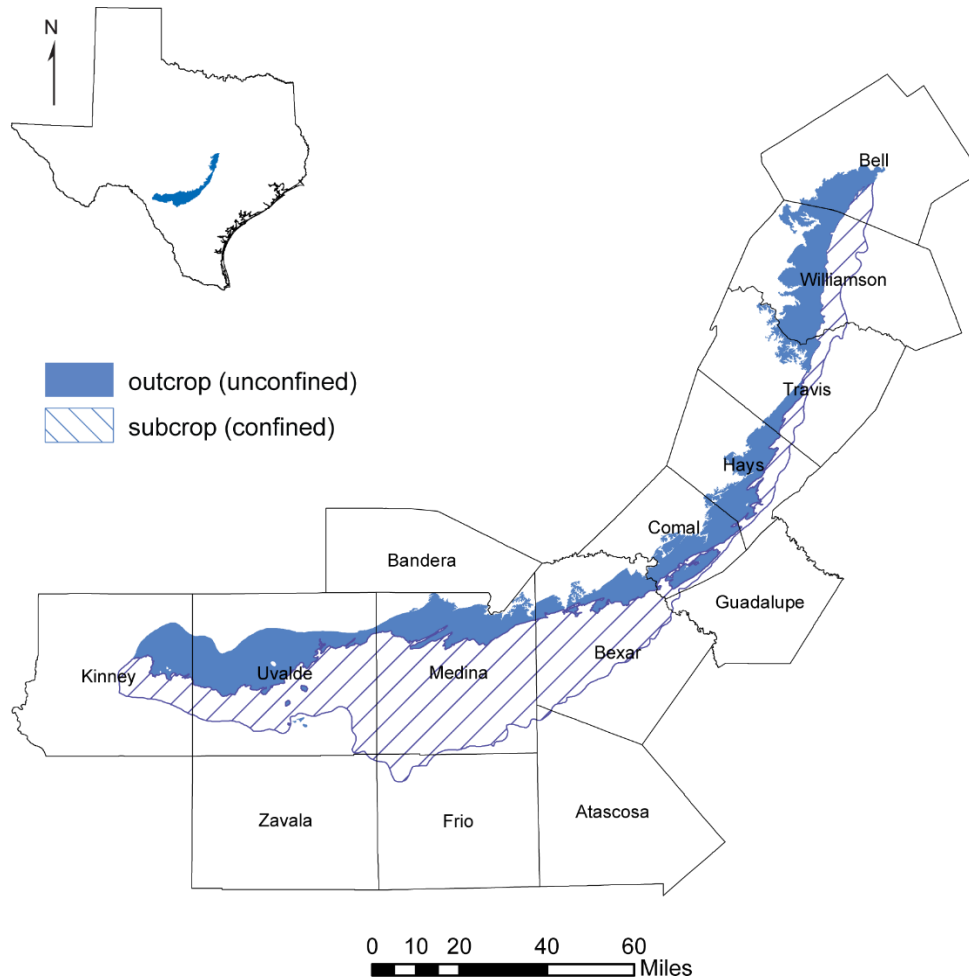 N
Bell
Williamson
outcrop (unconfined)
subcrop (confined)
Travis
Hays
Comal
Bandera
Guadalupe
Kinney
Uvalde
Medina
Bexar
Zavala
Frio
Atascosa
0 10 20 40 60
Miles